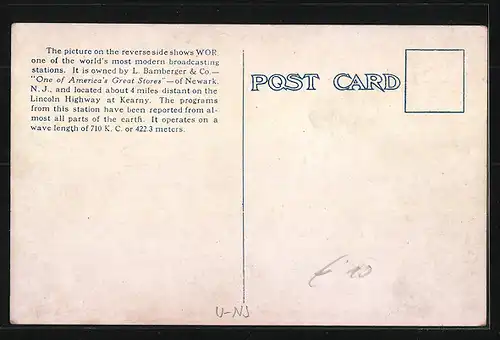 The picture on the reverse side shows WOR,
one of the world's most modern broadcasting
stations. It is owned by L. Bamberger & Co.—
"One of America's Great Stores"—of Newark,
N. J., and located about 4 miles distant on the
Lincoln Highway at Kearny. The programs
from this station have been reported from al-
most all parts of the earth. It operates on a
wave length of 710 K. C. or 422.3 meters.
POST CARD
U-NJ